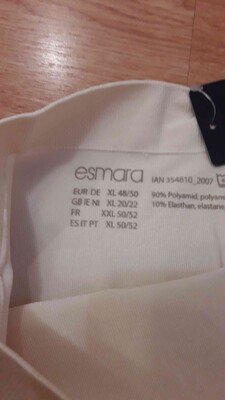 esmara
IAN 354810_2007
EUR DE XL 48/50
GB IE NI XL 20/22
FR XXL 50/52
ES IT PT XL 50/52
90% Polyamid, polyam
10% Elasthan, elastane